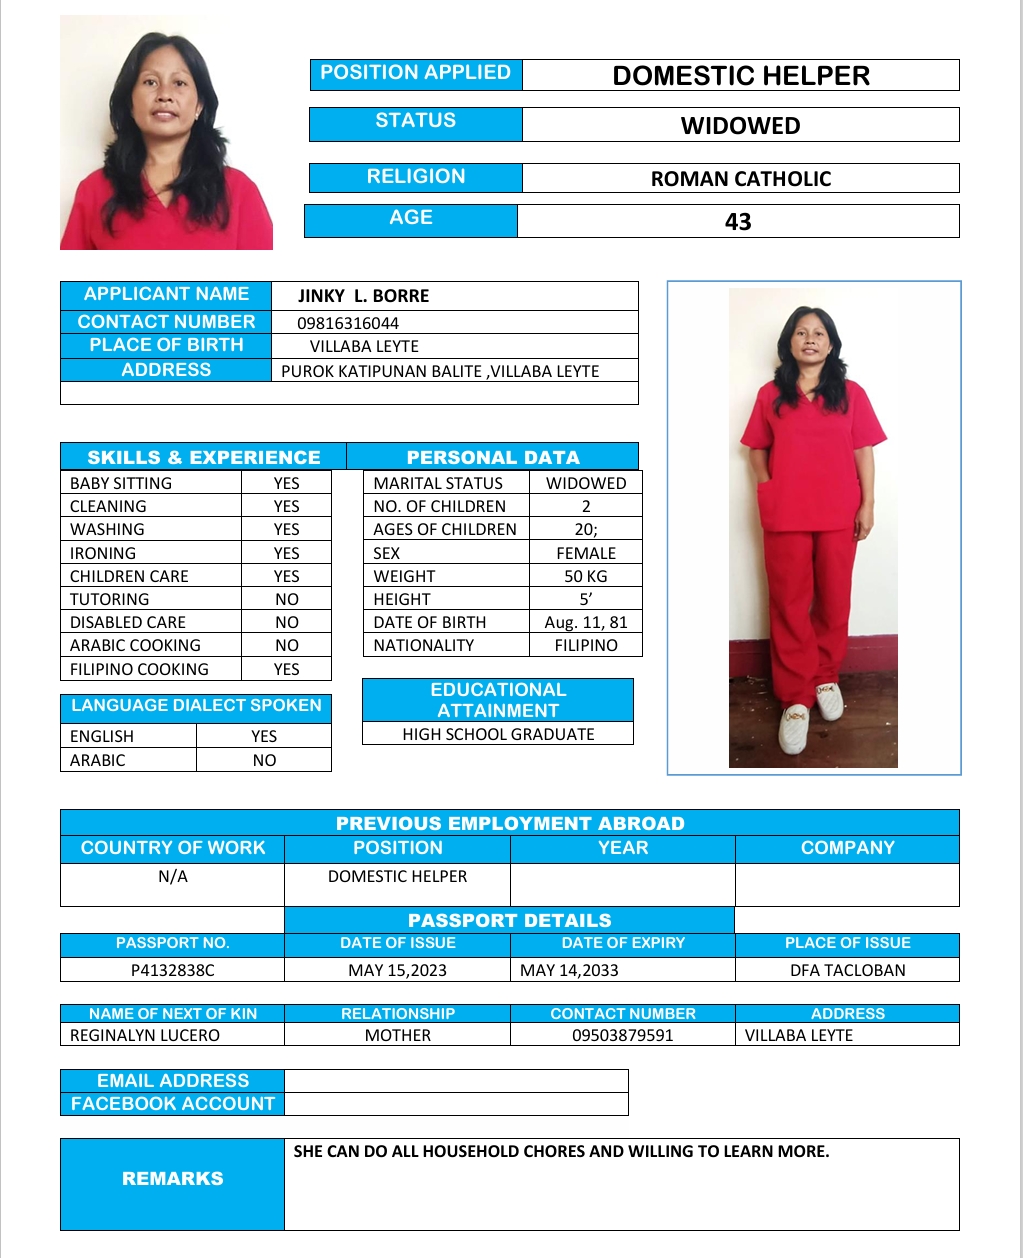 POSITION APPLIED DOMESTIC HELPER
STATUS WIDOWED
RELIGION ROMAN CATHOLIC
AGE 43
APPLICANT NAME JINKY L. BORRE
CONTACT NUMBER 09816316044
PLACE OF BIRTH VILLABA LEYTE
ADDRESS PUROK KATIPUNAN BALITE ,VILLABA LEYTE
SKILLS & EXPERIENCE PERSONAL DATA
BABY SITTING YES MARITAL STATUS WIDOWED
CLEANING YES NO. OF CHILDREN 2
WASHING YES AGES OF CHILDREN 20;
IRONING YES SEX FEMALE
CHILDREN CARE YES WEIGHT 50 KG
TUTORING NO HEIGHT 5’
DISABLED CARE NO DATE OF BIRTH Aug. 11, 81
ARABIC COOKING NO NATIONALITY FILIPINO
FILIPINO COOKING YES
LANGUAGE DIALECT SPOKEN
ENGLISH YES
ARABIC NO
EDUCATIONAL
ATTAINMENT
HIGH SCHOOL GRADUATE
PREVIOUS EMPLOYMENT ABROAD
COUNTRY OF WORK POSITION YEAR COMPANY
N/A DOMESTIC HELPER
PASSPORT DETAILS
PASSPORT NO. DATE OF ISSUE DATE OF EXPIRY PLACE OF ISSUE
P4132838C MAY 15,2023 MAY 14,2033 DFA TACLOBAN
NAME OF NEXT OF KIN RELATIONSHIP CONTACT NUMBER ADDRESS
REGINALYN LUCERO MOTHER 09503879591 VILLABA LEYTE
EMAIL ADDRESS
FACEBOOK ACCOUNT
REMARKS SHE CAN DO ALL HOUSEHOLD CHORES AND WILLING TO LEARN MORE.